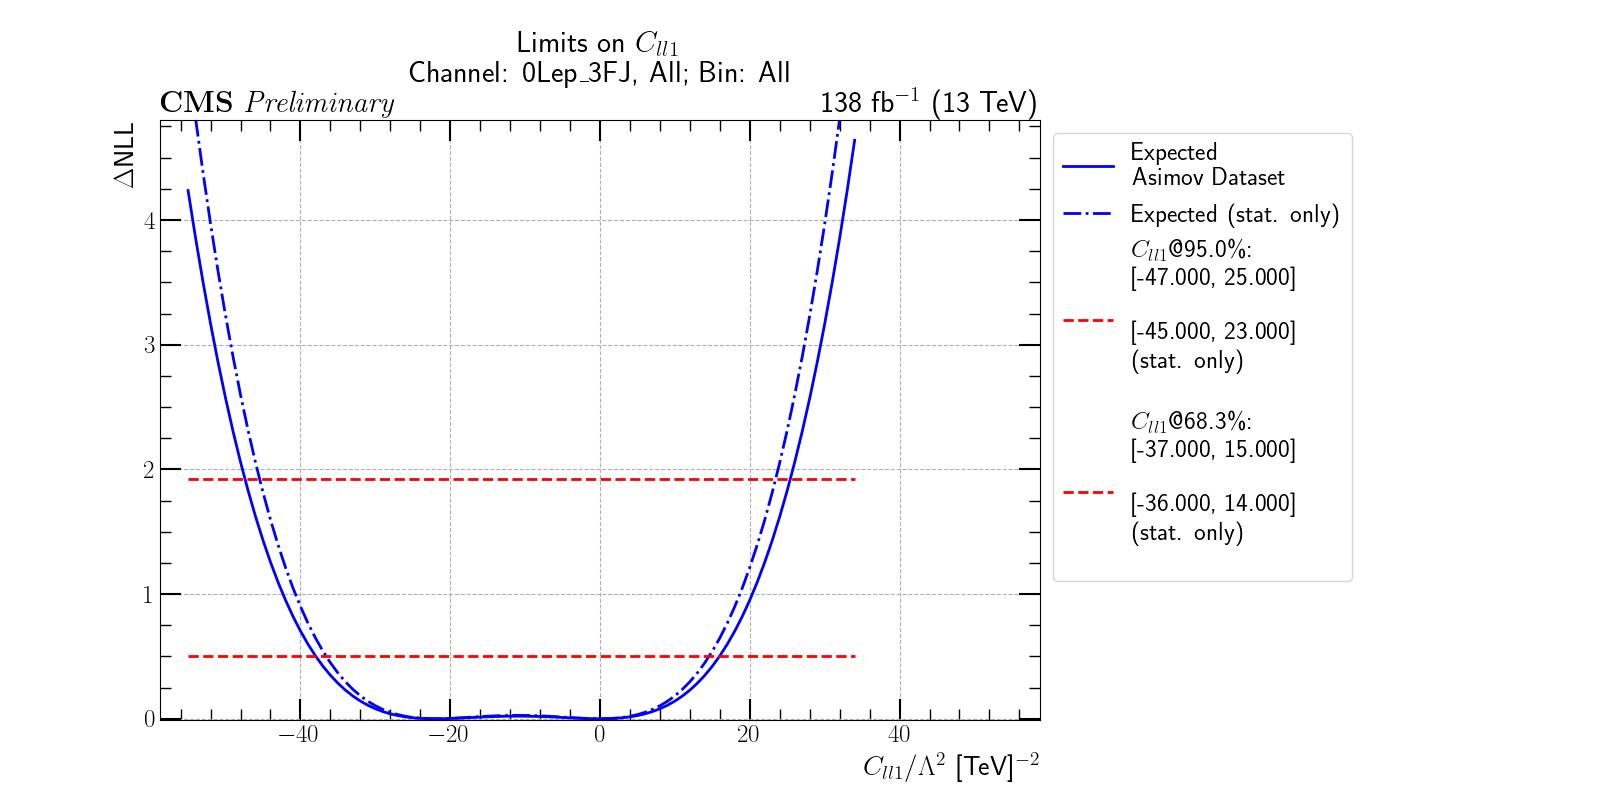 Limits on C_{ll1}
Channel: 0Lep_3FJ, All; Bin: All
CMS Preliminary
138 fb^{-1} (13 TeV)
ΔNLL
4
3
2
1
0
−40
−20
0
20
40
C_{ll1}/Λ^2 [TeV]^{-2}
Expected
Asimov Dataset
Expected (stat. only)
C_{ll1}@95.0%:
[-47.000, 25.000]
[-45.000, 23.000]
(stat. only)
C_{ll1}@68.3%:
[-37.000, 15.000]
[-36.000, 14.000]
(stat. only)